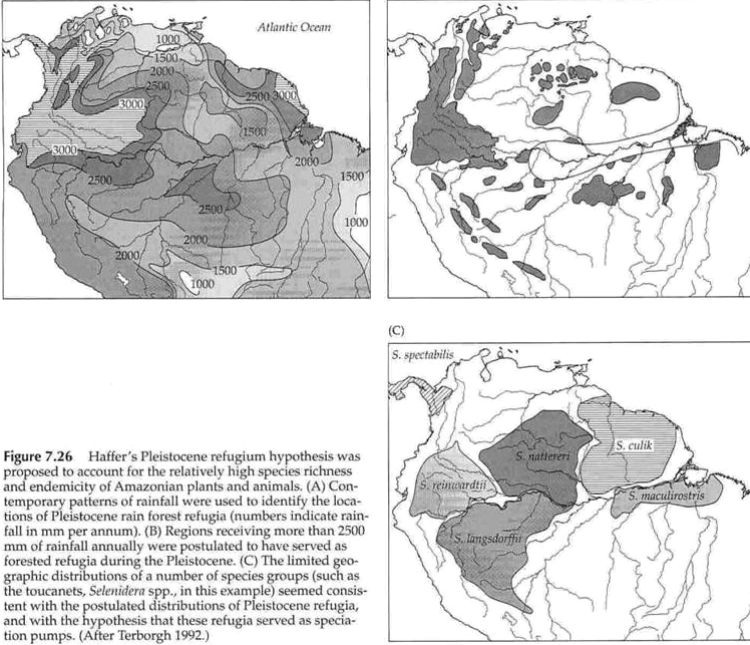 Atlantic Ocean
1000
1500
2000
2500
3000
2500
3000
1500
3000
2500
2000
1500
2500
1000
2000
2000
1500
1000
(C)
S. spectabilis
S. culik
S. nattereri
S. reinwardtii
S. maculirostris
S. langsdorffii
Figure 7.26 Haffer's Pleistocene refugium hypothesis was
proposed to account for the relatively high species richness
and endemicity of Amazonian plants and animals. (A) Con-
temporary patterns of rainfall were used to identify the loca-
tions of Pleistocene rain forest refugia (numbers indicate rain-
fall in mm per annum). (B) Regions receiving more than 2500
mm of rainfall annually were postulated to have served as
forested refugia during the Pleistocene. (C) The limited geo-
graphic distributions of a number of species groups (such as
the toucanets, Selenidera spp., in this example) seemed consis-
tent with the postulated distributions of Pleistocene refugia,
and with the hypothesis that these refugia served as specia-
tion pumps. (After Terborgh 1992.)